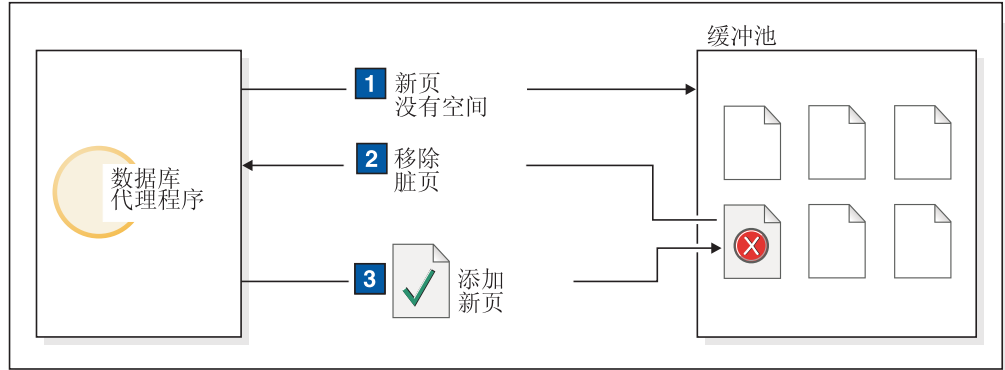 缓冲池
1 新页
没有空间
2 移除
脏页
数据库
代理程序
3 添加
新页